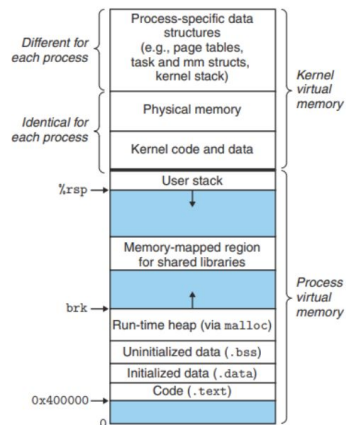 Process-specific data
structures
(e.g., page tables,
task and mm structs,
kernel stack)
Different for
each process
Kernel
virtual
memory
Physical memory
Identical for
each process
Kernel code and data
User stack
%rsp
Memory-mapped region
for shared libraries
Process
virtual
memory
brk
Run-time heap (via malloc)
Uninitialized data (.bss)
Initialized data (.data)
Code (.text)
0x400000
0